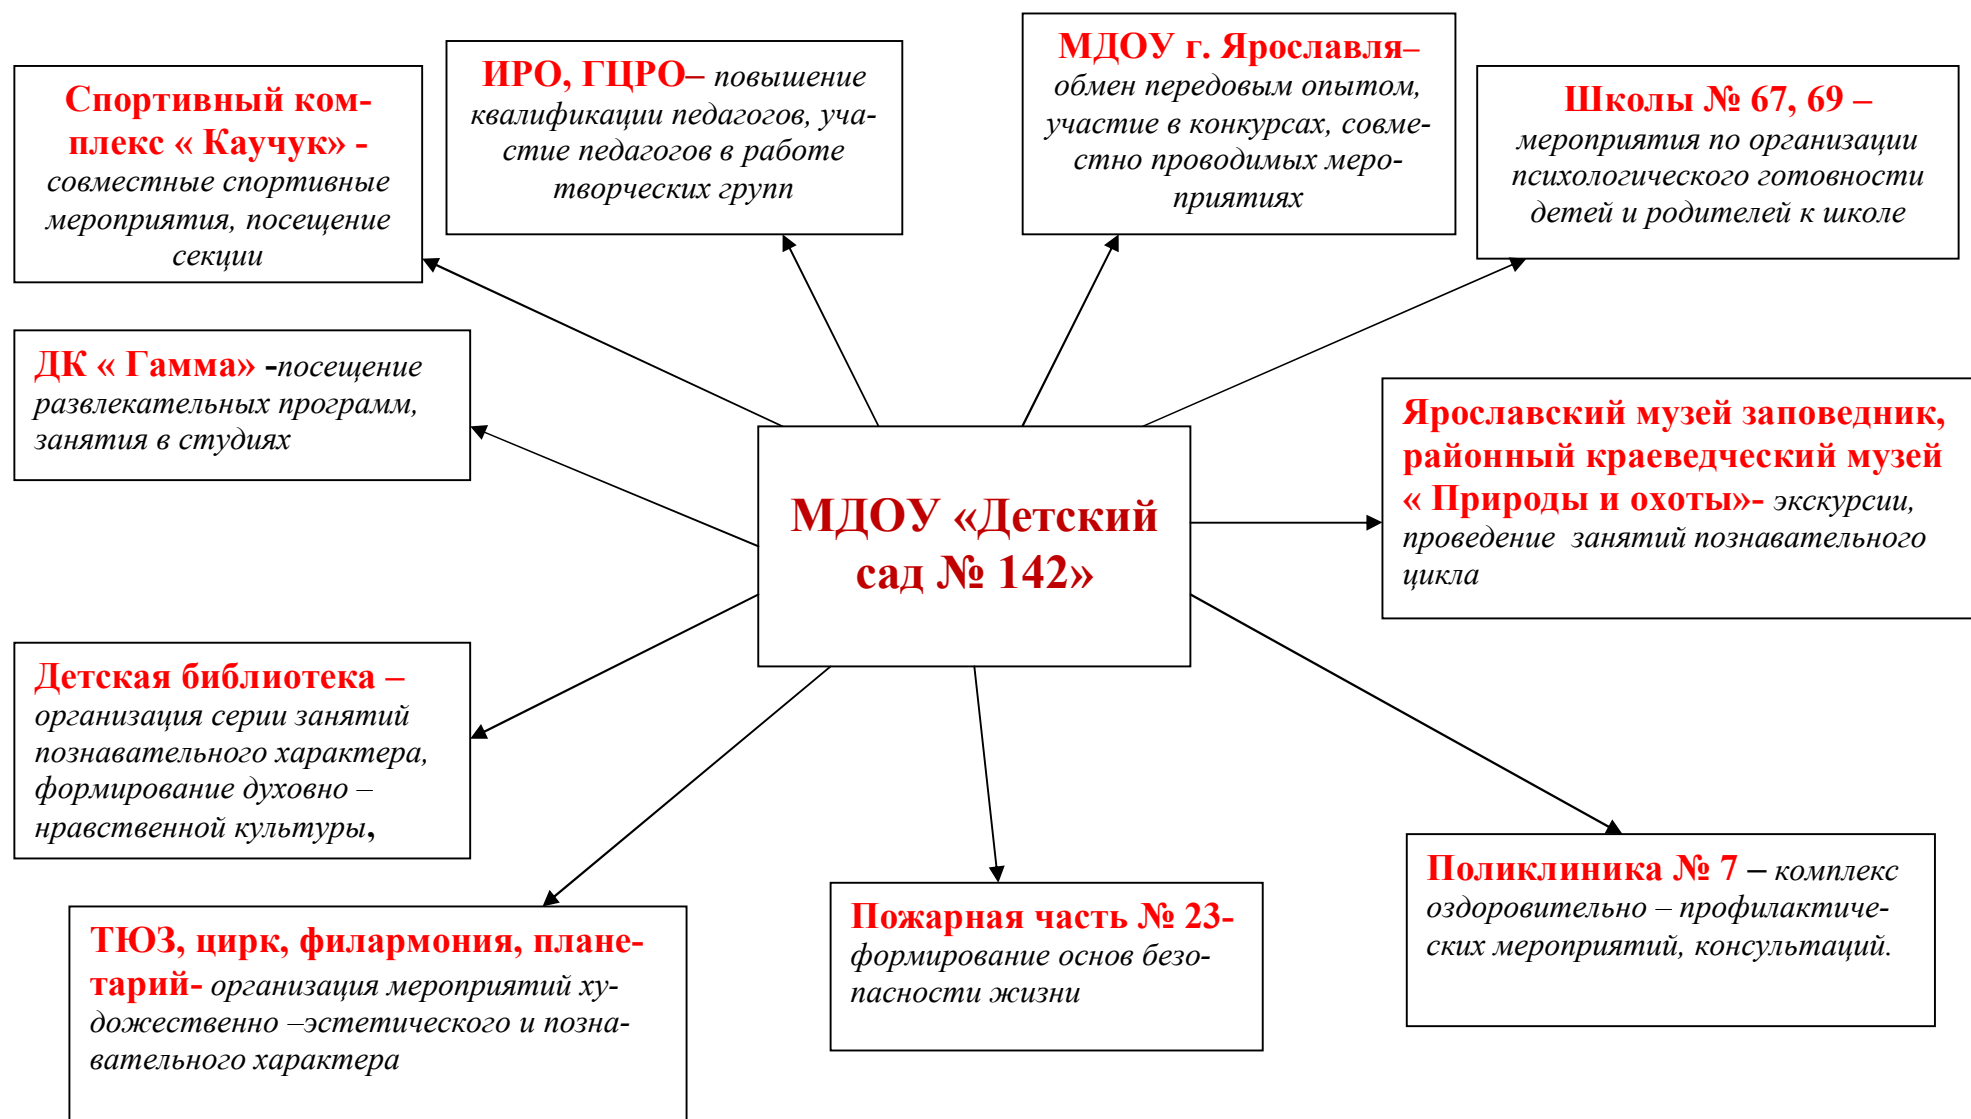 Спортивный ком-
плекс « Каучук» -
совместные спортивные
мероприятия, посещение
секции
ИРО, ГЦРО– повышение
квалификации педагогов, уча-
стие педагогов в работе
творческих групп
МДОУ г. Ярославля–
обмен передовым опытом,
участие в конкурсах, совме-
стно проводимых меро-
приятиях
Школы № 67, 69 –
мероприятия по организации
психологического готовности
детей и родителей к школе
ДК « Гамма» -посещение
развлекательных программ,
занятия в студиях
МДОУ «Детский
сад № 142»
Ярославский музей заповедник,
районный краеведческий музей
« Природы и охоты»- экскурсии,
проведение занятий познавательного
цикла
Детская библиотека –
организация серии занятий
познавательного характера,
формирование духовно –
нравственной культуры,
ТЮЗ, цирк, филармония, плане-
тарий- организация мероприятий ху-
дожественно –эстетического и позна-
вательного характера
Пожарная часть № 23-
формирование основ безо-
пасности жизни
Поликлиника № 7 – комплекс
оздоровительно – профилактиче-
ских мероприятий, консультаций.